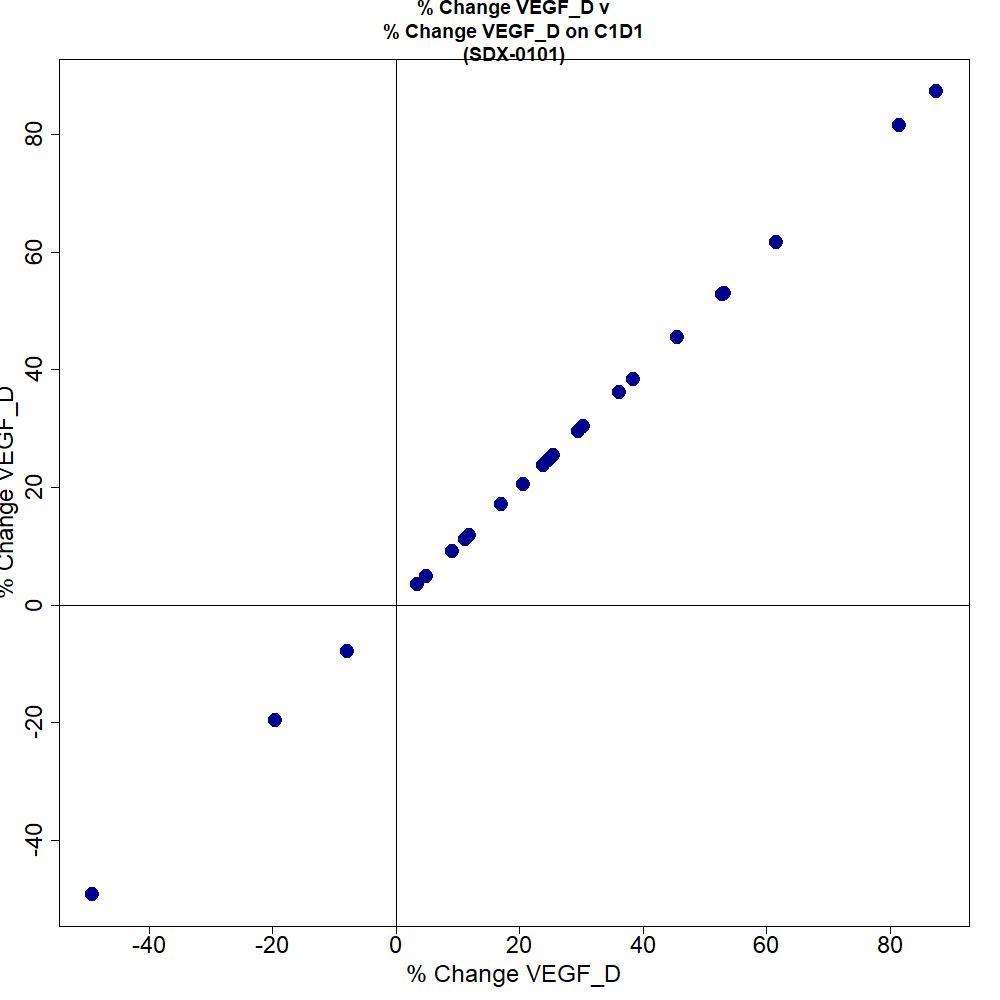 % Change VEGF_D v
% Change VEGF_D on C1D1
(SDX-0101)
% Change VEGF_D
80
60
40
20
0
-20
-40
-40 -20 0 20 40 60 80
% Change VEGF_D